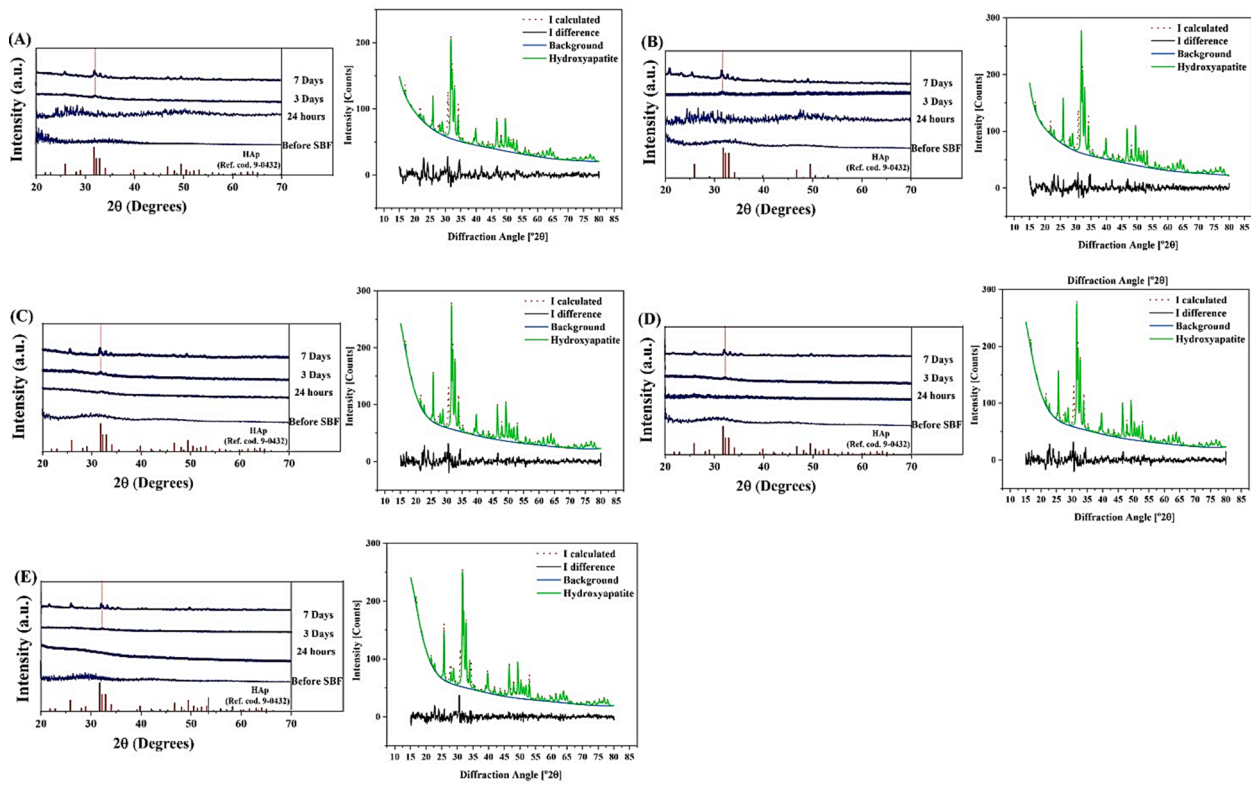 (A)
Intensity (a.u.)
7 Days
3 Days
24 hours
Before SBF
HAp
(Ref. cod. 9-0432)
20 30 40 50 60 70
2θ (Degrees)
Intensity [Counts]
200
100
0
I calculated
I difference
Background
Hydroxyapatite
10 15 20 25 30 35 40 45 50 55 60 65 70 75 80 85
Diffraction Angle [°2θ]
(B)
Intensity (a.u.)
7 Days
3 Days
24 hours
Before SBF
HAp
(Ref. cod. 9-0432)
20 30 40 50 60 70
2θ (Degrees)
Intensity [Counts]
300
200
100
0
I calculated
I difference
Background
Hydroxyapatite
10 15 20 25 30 35 40 45 50 55 60 65 70 75 80 85
Diffraction Angle [°2θ]
(C)
Intensity (a.u.)
7 Days
3 Days
24 hours
Before SBF
HAp
(Ref. cod. 9-0432)
20 30 40 50 60 70
2θ (Degrees)
Intensity [Counts]
300
200
100
0
I calculated
I difference
Background
Hydroxyapatite
10 15 20 25 30 35 40 45 50 55 60 65 70 75 80 85
Diffraction Angle [°2θ]
(D)
Intensity (a.u.)
7 Days
3 Days
24 hours
Before SBF
HAp
(Ref. cod. 9-0432)
20 30 40 50 60 70
2θ (Degrees)
Diffraction Angle [°2θ]
Intensity [Counts]
300
200
100
0
I calculated
I difference
Background
Hydroxyapatite
10 15 20 25 30 35 40 45 50 55 60 65 70 75 80 85
Diffraction Angle [°2θ]
(E)
Intensity (a.u.)
7 Days
3 Days
24 hours
Before SBF
HAp
(Ref. cod. 9-0432)
20 30 40 50 60 70
2θ (Degrees)
Intensity [Counts]
300
200
100
0
I calculated
I difference
Background
Hydroxyapatite
10 15 20 25 30 35 40 45 50 55 60 65 70 75 80 85
Diffraction Angle [°2θ]